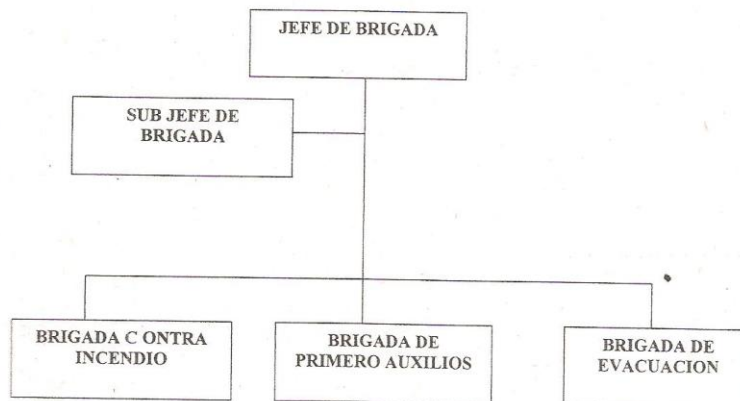 JEFE DE BRIGADA
SUB JEFE DE
BRIGADA
BRIGADA C ONTRA
INCENDIO
BRIGADA DE
PRIMERO AUXILIOS
BRIGADA DE
EVACUACION